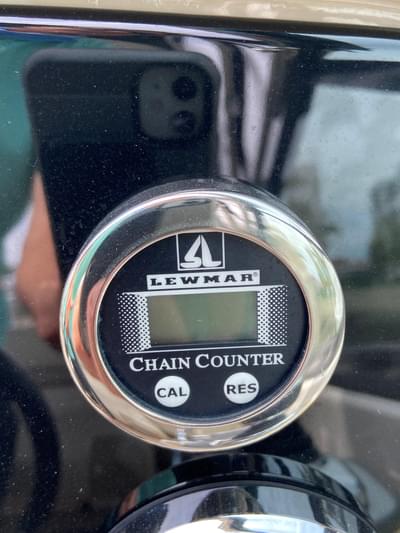 LEWMAR®
CHAIN COUNTER
CAL RES